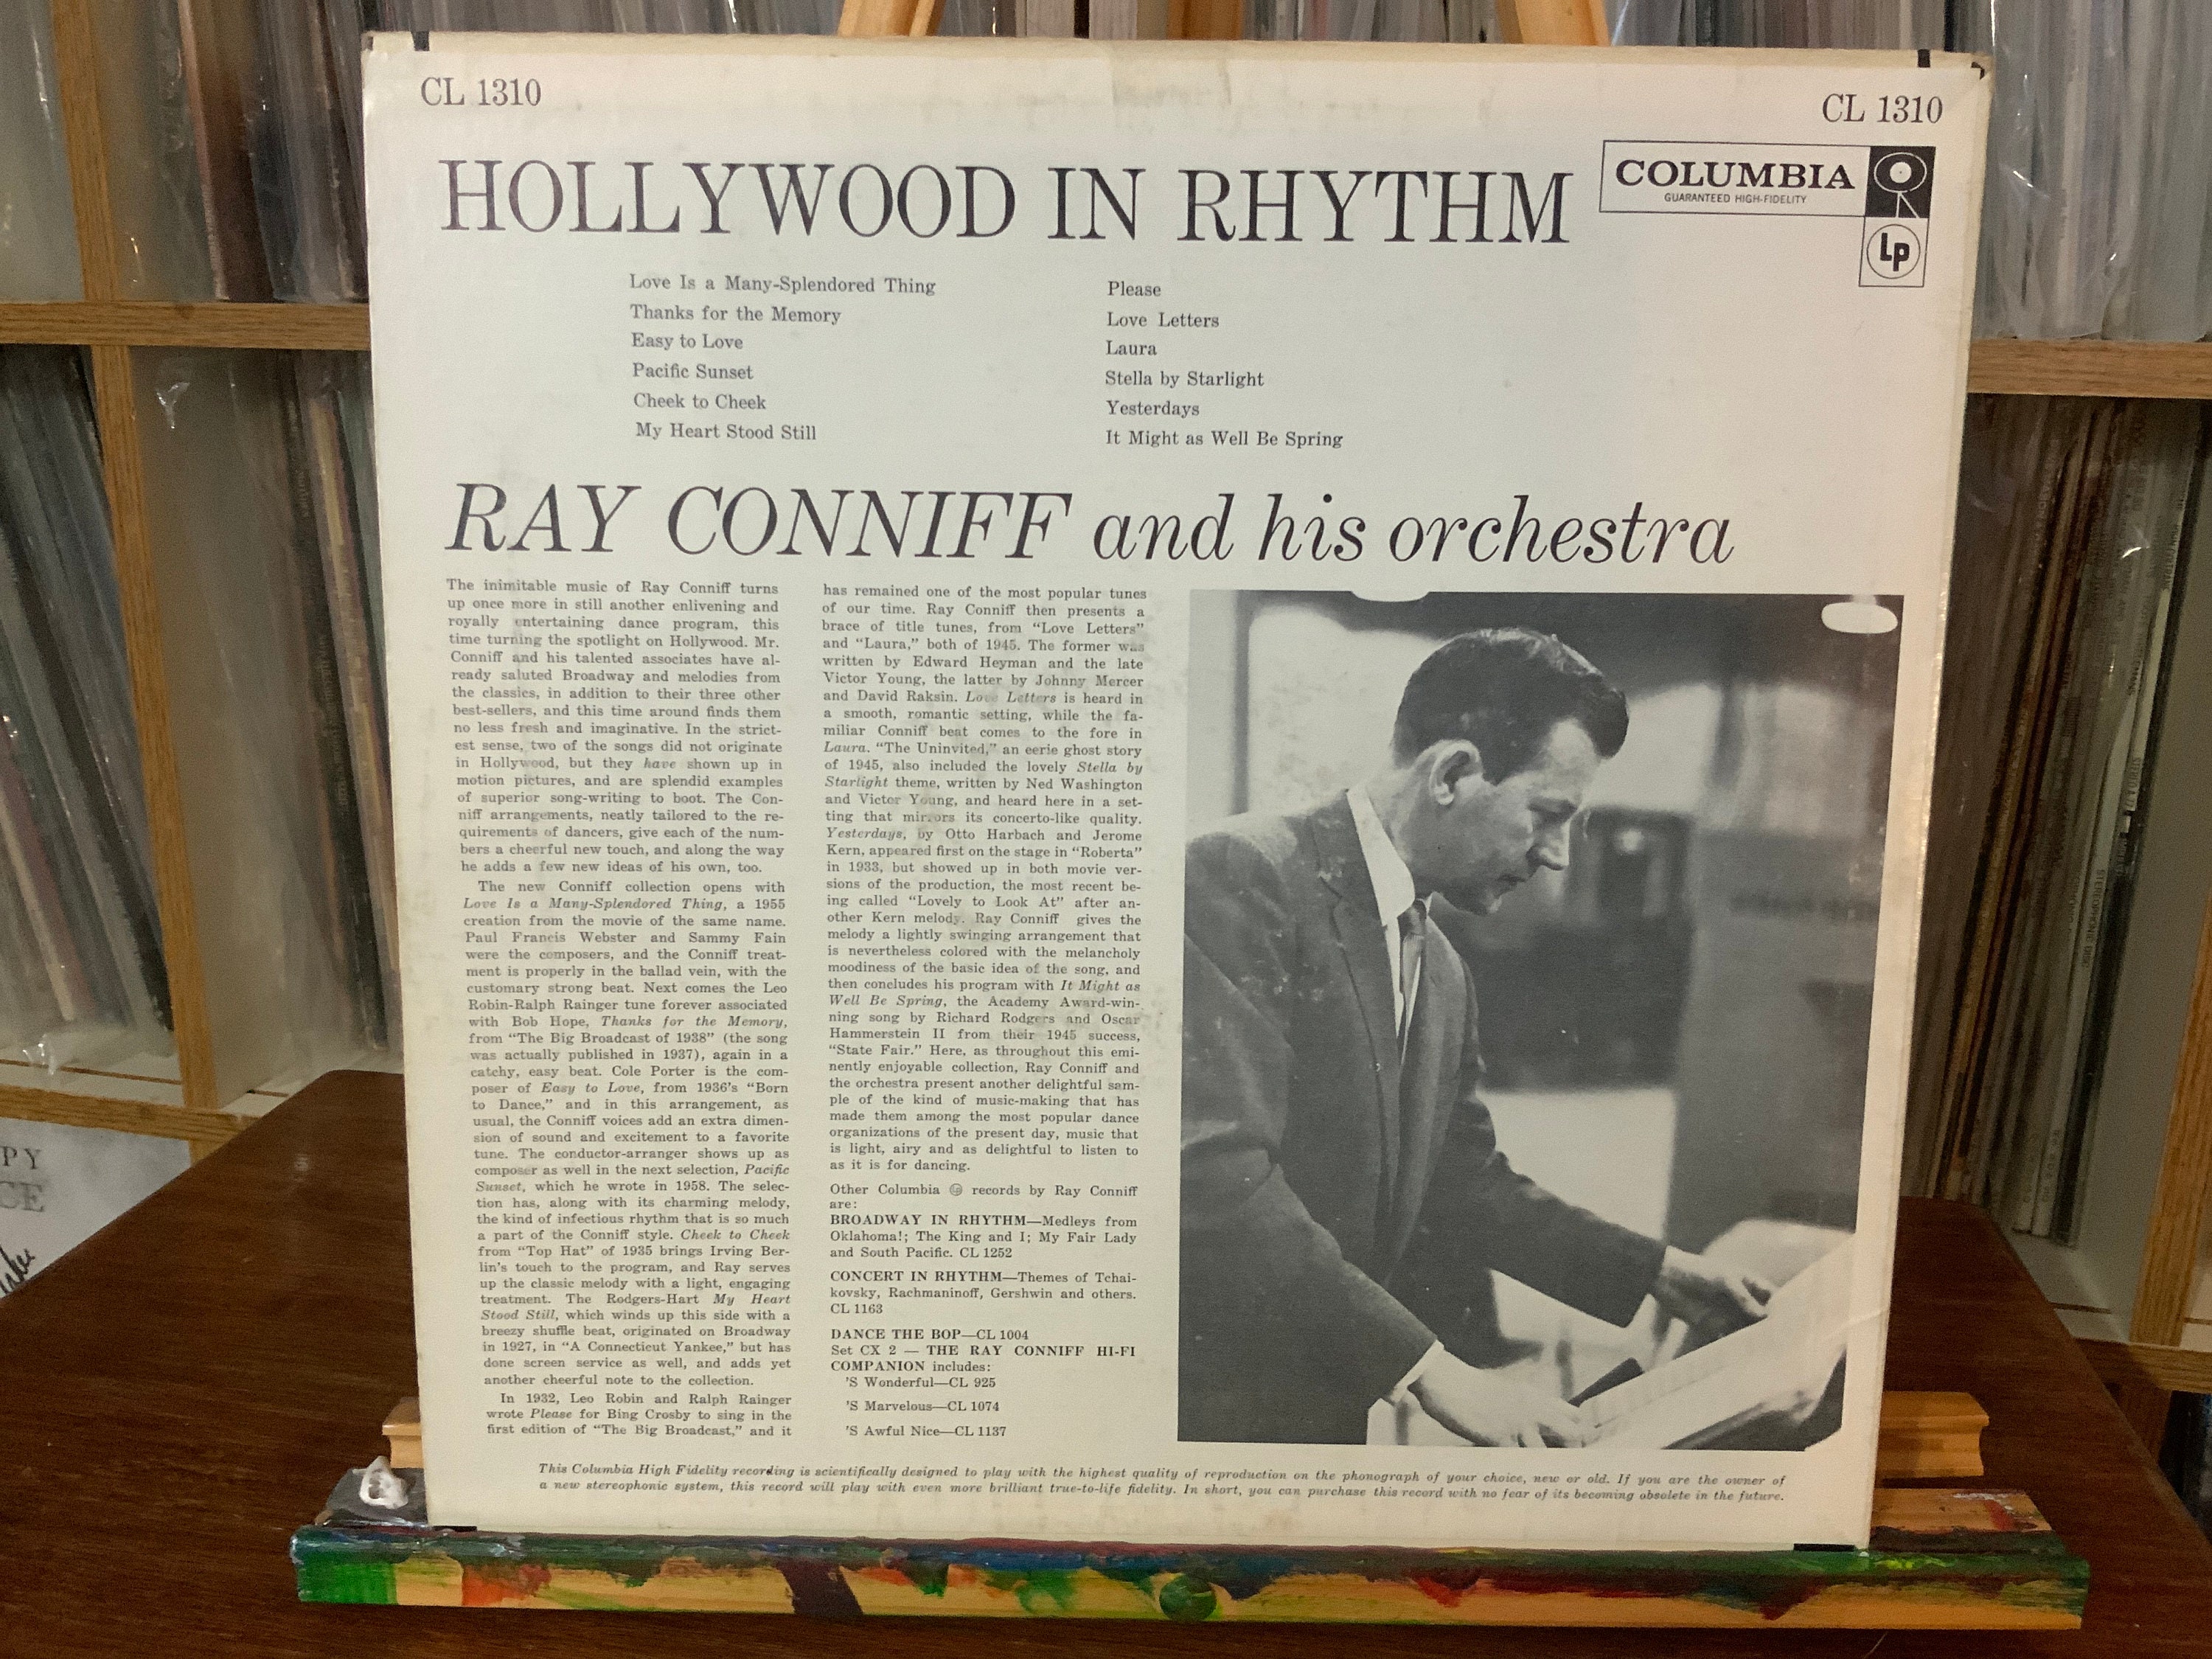 CL 1310
CL 1310
HOLLYWOOD IN RHYTHM
COLUMBIA
GUARANTEED HIGH-FIDELITY
Lp
Love Is a Many-Splendored Thing
Thanks for the Memory
Easy to Love
Pacific Sunset
Cheek to Cheek
My Heart Stood Still
Please
Love Letters
Laura
Stella by Starlight
Yesterdays
It Might as Well Be Spring
RAY CONNIFF and his orchestra
The inimitable music of Ray Conniff turns
up once more in still another enlivening and
royally entertaining dance program, this
time turning the spotlight on Hollywood. Mr.
Conniff and his talented associates have al-
ready saluted Broadway and melodies from
the classics, in addition to their three other
best-sellers, and this time around finds them
no less fresh and imaginative. In the strict-
est sense, two of the songs did not originate
in Hollywood, but they have shown up in
motion pictures, and are splendid examples
of superior song-writing to boot. The Con-
niff arrangements, neatly tailored to the re-
quirements of dancers, give each of the num-
bers a cheerful new touch, and along the way
he adds a few new ideas of his own, too.
The new Conniff collection opens with
Love Is a Many-Splendored Thing, a 1955
creation from the movie of the same name.
Paul Francis Webster and Sammy Fain
were the composers, and the Conniff treat-
ment is properly in the ballad vein, with the
customary strong beat. Next comes the Leo
Robin-Ralph Rainger tune forever associated
with Bob Hope, Thanks for the Memory,
from "The Big Broadcast of 1938" (the song
was actually published in 1937), again in a
catchy, easy beat. Cole Porter is the com-
poser of Easy to Love, from 1936's "Born
to Dance," and in this arrangement, as
usual, the Conniff voices add an extra dimen-
sion of sound and excitement to a favorite
tune. The conductor-arranger shows up as
composer as well in the next selection, Pacific
Sunset, which he wrote in 1958. The selec-
tion has, along with its charming melody,
the kind of infectious rhythm that is so much
a part of the Conniff style. Cheek to Cheek
from "Top Hat" of 1935 brings Irving Ber-
lin's touch to the program, and Ray serves
up the classic melody with a light, engaging
treatment. The Rodgers-Hart My Heart
Stood Still, which winds up this side with a
breezy shuffle beat, originated on Broadway
in 1927, in "A Connecticut Yankee," but has
done screen service as well, and adds yet
another cheerful note to the collection.
In 1932, Leo Robin and Ralph Rainger
wrote Please for Bing Crosby to sing in the
first edition of "The Big Broadcast," and it
has remained one of the most popular tunes
of our time. Ray Conniff then presents a
brace of title tunes, from "Love Letters"
and "Laura," both of 1945. The former was
written by Edward Heyman and the late
Victor Young, the latter by Johnny Mercer
and David Raksin. Love Letters is heard in
a smooth, romantic setting, while the fa-
miliar Conniff beat comes to the fore in
Laura. "The Uninvited," an eerie ghost story
of 1945, also included the lovely Stella by
Starlight theme, written by Ned Washington
and Victor Young, and heard here in a set-
ting that mirrors its concerto-like quality.
Yesterdays, by Otto Harbach and Jerome
Kern, appeared first on the stage in "Roberta"
in 1933, but showed up in both movie ver-
sions of the production, the most recent be-
ing called "Lovely to Look At" after an-
other Kern melody. Ray Conniff gives the
melody a lightly swinging arrangement that
is nevertheless colored with the melancholy
moodiness of the basic idea of the song, and
then concludes his program with It Might as
Well Be Spring, the Academy Award-win-
ning song by Richard Rodgers and Oscar
Hammerstein II from their 1945 success,
"State Fair." Here, as throughout this emi-
nently enjoyable collection, Ray Conniff and
the orchestra present another delightful sam-
ple of the kind of music-making that has
made them among the most popular dance
organizations of the present day, music that
is light, airy and as delightful to listen to
as it is for dancing.
Other Columbia Lp records by Ray Conniff
are:
BROADWAY IN RHYTHM—Medleys from
Oklahoma!; The King and I; My Fair Lady
and South Pacific. CL 1252
CONCERT IN RHYTHM—Themes of Tchai-
kovsky, Rachmaninoff, Gershwin and others.
CL 1163
DANCE THE BOP—CL 1004
Set CX 2 — THE RAY CONNIFF HI-FI
COMPANION includes:
'S Wonderful—CL 925
'S Marvelous—CL 1074
'S Awful Nice—CL 1137
This Columbia High Fidelity recording is scientifically designed to play with the highest quality of reproduction on the phonograph of your choice, new or old. If you are the owner of
a new stereophonic system, this record will play with even more brilliant true-to-life fidelity. In short, you can purchase this record with no fear of its becoming obsolete in the future.
PY
CE